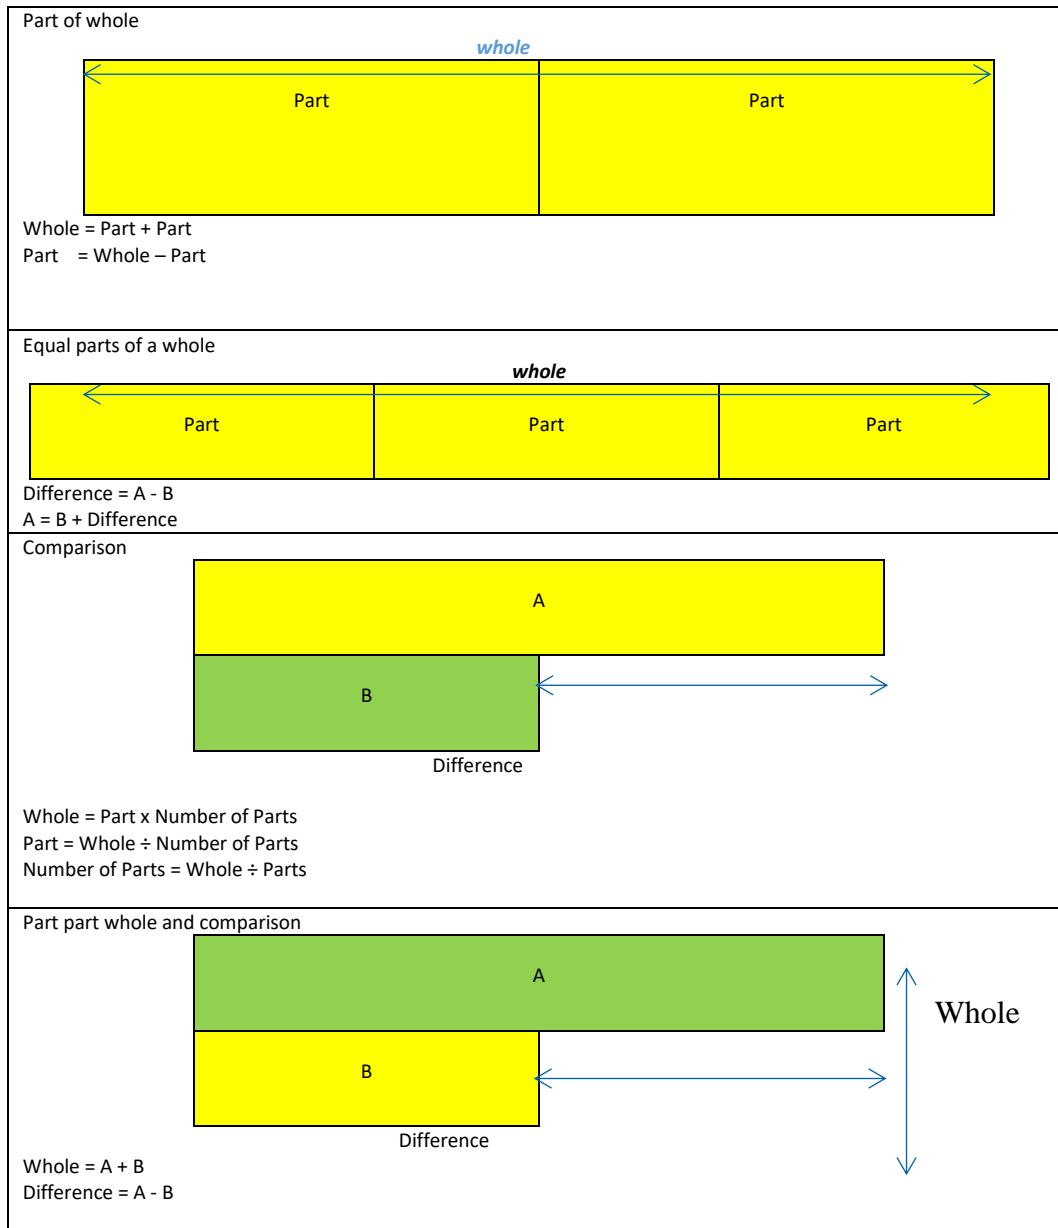 Part of whole
whole
Part Part
Whole = Part + Part
Part = Whole – Part
Equal parts of a whole
whole
Part Part Part
Difference = A - B
A = B + Difference
Comparison
A
B
Difference
Whole = Part x Number of Parts
Part = Whole ÷ Number of Parts
Number of Parts = Whole ÷ Parts
Part part whole and comparison
A
Whole
B
Difference
Whole = A + B
Difference = A - B